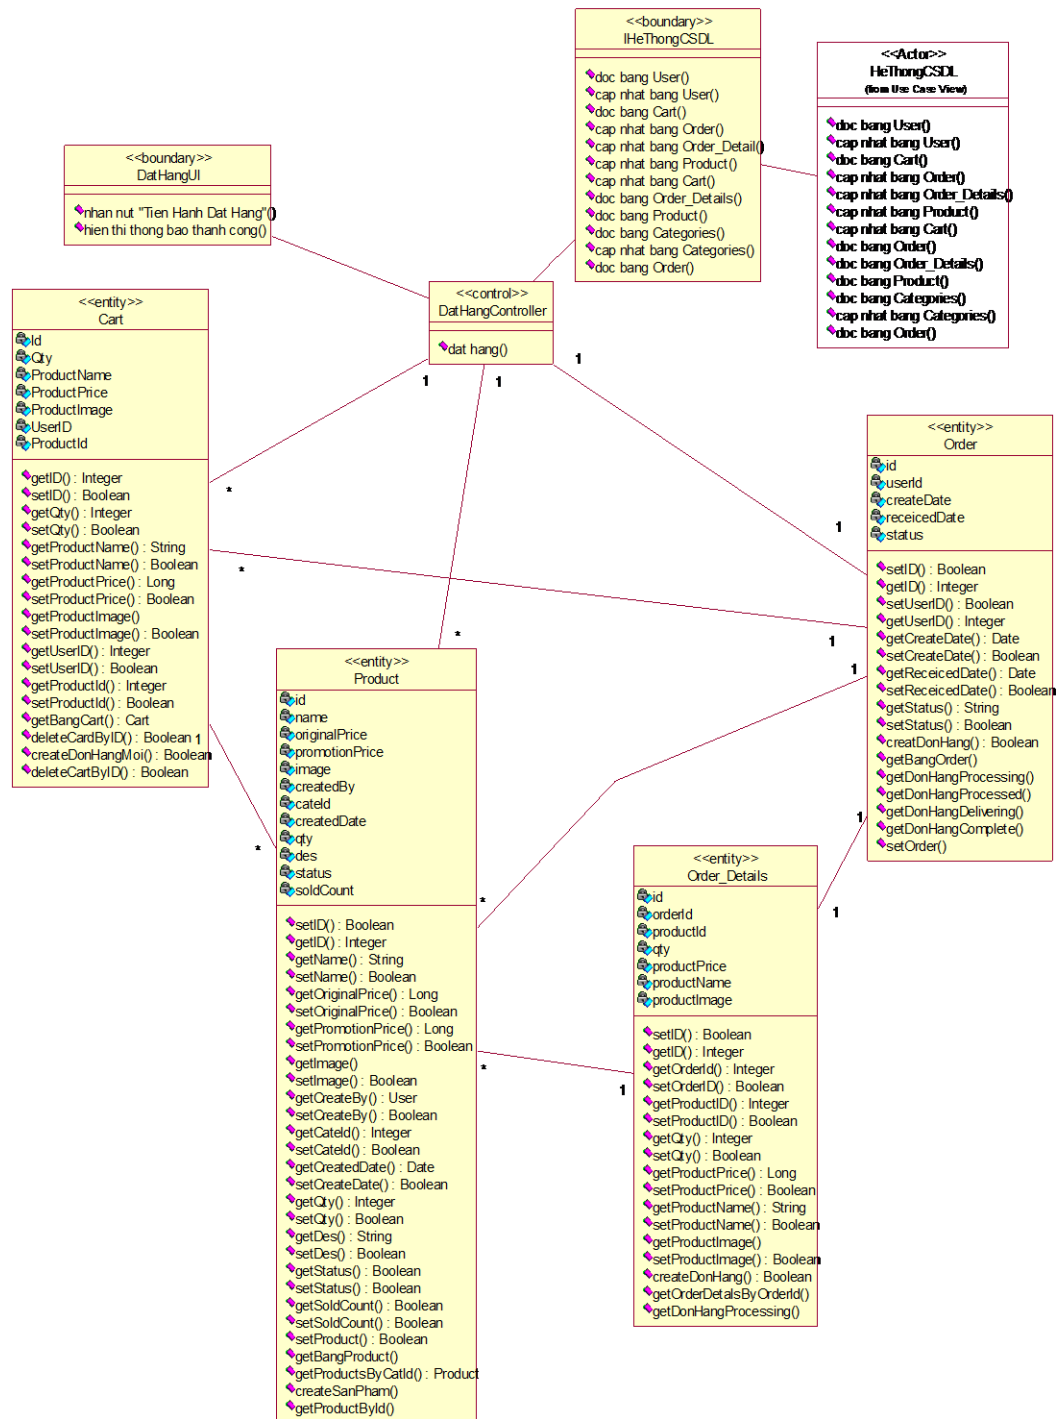 <<boundary>>
IHeThongCSDL
doc bang User()
cap nhat bang User()
doc bang Cart()
cap nhat bang Order()
cap nhat bang Order_Detail()
cap nhat bang Product()
cap nhat bang Cart()
doc bang Order_Details()
doc bang Product()
doc bang Categories()
cap nhat bang Categories()
doc bang Order()
<<Actor>>
HeThongCSDL
(from Use Case View)
doc bang User()
cap nhat bang User()
doc bang Cart()
cap nhat bang Order()
cap nhat bang Order_Details()
cap nhat bang Product()
cap nhat bang Cart()
doc bang Order()
doc bang Order_Details()
doc bang Product()
doc bang Categories()
cap nhat bang Categories()
doc bang Order()
<<boundary>>
DatHangUI
nhan nut "Tien Hanh Dat Hang"()
hien thi thong bao thanh cong()
<<control>>
DatHangController
dat hang()
1
1
1
<<entity>>
Cart
Id
Qty
ProductName
ProductPrice
ProductImage
UserID
ProductId
getID() : Integer
setID() : Boolean
getQty() : Integer
setQty() : Boolean
getProductName() : String
setProductName() : Boolean
getProductPrice() : Long
setProductPrice() : Boolean
getProductImage()
setProductImage() : Boolean
getUserID() : Integer
setUserID() : Boolean
getProductId() : Integer
setProductId() : Boolean
getBangCart() : Cart
deleteCardByID() : Boolean
createDonHangMoi() : Boolean
deleteCartByID() : Boolean
*
*
1
*
<<entity>>
Order
id
userId
createDate
receicedDate
status
setID() : Boolean
getID() : Integer
setUserID() : Boolean
getUserID() : Integer
getCreateDate() : Date
setCreateDate() : Boolean
getReceicedDate() : Date
setReceicedDate() : Boolean
getStatus() : String
setStatus() : Boolean
creatDonHang() : Boolean
getBangOrder()
getDonHangProcessing()
getDonHangProcessed()
getDonHangDelivering()
getDonHangComplete()
setOrder()
1
1
1
1
*
<<entity>>
Product
id
name
originalPrice
promotionPrice
image
createdBy
cateId
createdDate
qty
des
status
soldCount
setID() : Boolean
getID() : Integer
getName() : String
setName() : Boolean
getOriginalPrice() : Long
setOriginalPrice() : Boolean
getPromotionPrice() : Long
setPromotionPrice() : Boolean
getImage()
setImage() : Boolean
getCreateBy() : User
setCreateBy() : Boolean
getCateId() : Integer
setCateId() : Boolean
getCreatedDate() : Date
setCreateDate() : Boolean
getQty() : Integer
setQty() : Boolean
getDes() : String
setDes() : Boolean
getStatus() : Boolean
setStatus() : Boolean
getSoldCount() : Boolean
setSoldCount() : Boolean
setProduct() : Boolean
getBangProduct()
getProductsByCatId() : Product
createSanPham()
getProductById()
*
*
<<entity>>
Order_Details
id
orderId
productId
qty
productPrice
productName
productImage
setID() : Boolean
getID() : Integer
getOrderId() : Integer
setOrderID() : Boolean
getProductID() : Integer
setProductID() : Boolean
getQty() : Integer
setQty() : Boolean
getProductPrice() : Long
setProductPrice() : Boolean
getProductName() : String
setProductName() : Boolean
getProductImage()
setProductImage() : Boolean
createDonHang() : Boolean
getOrderDetalsByOrderId()
getDonHangProcessing()
1
1